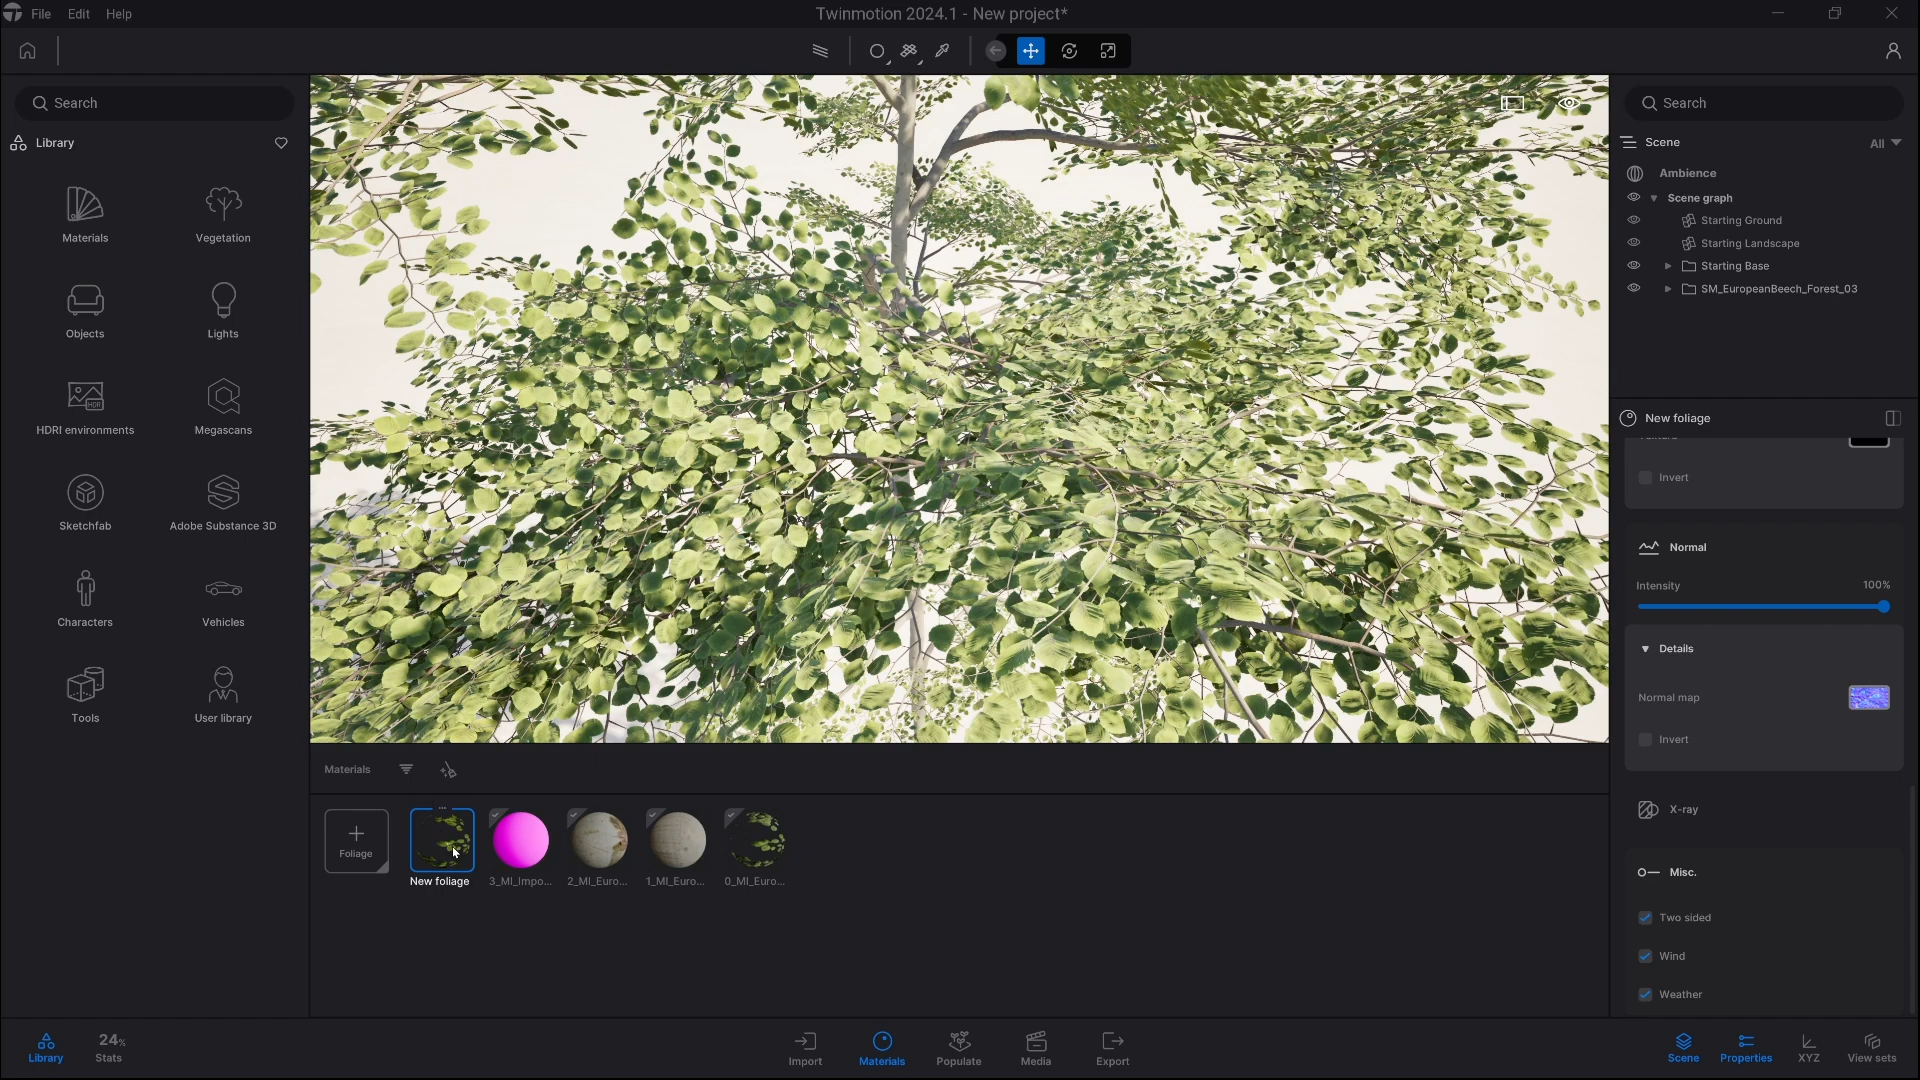 File Edit Help
Twinmotion 2024.1 - New project*
Search
Library
Materials
Vegetation
Objects
Lights
HDR
HDRI environments
Megascans
Sketchfab
Adobe Substance 3D
Characters
Vehicles
Tools
User library
Search
Scene
All
Ambience
Scene graph
Starting Ground
Starting Landscape
Starting Base
SM_EuropeanBeech_Forest_03
New foliage
Invert
Normal
Intensity 100%
Details
Normal map
Invert
X-ray
Misc.
Two sided
Wind
Weather
Materials
Foliage
New foliage
3_MI_Impo...
2_MI_Euro...
1_MI_Euro...
0_MI_Euro...
Library
24%
Stats
Import
Materials
Populate
Media
Export
Scene
Properties
XYZ
View sets